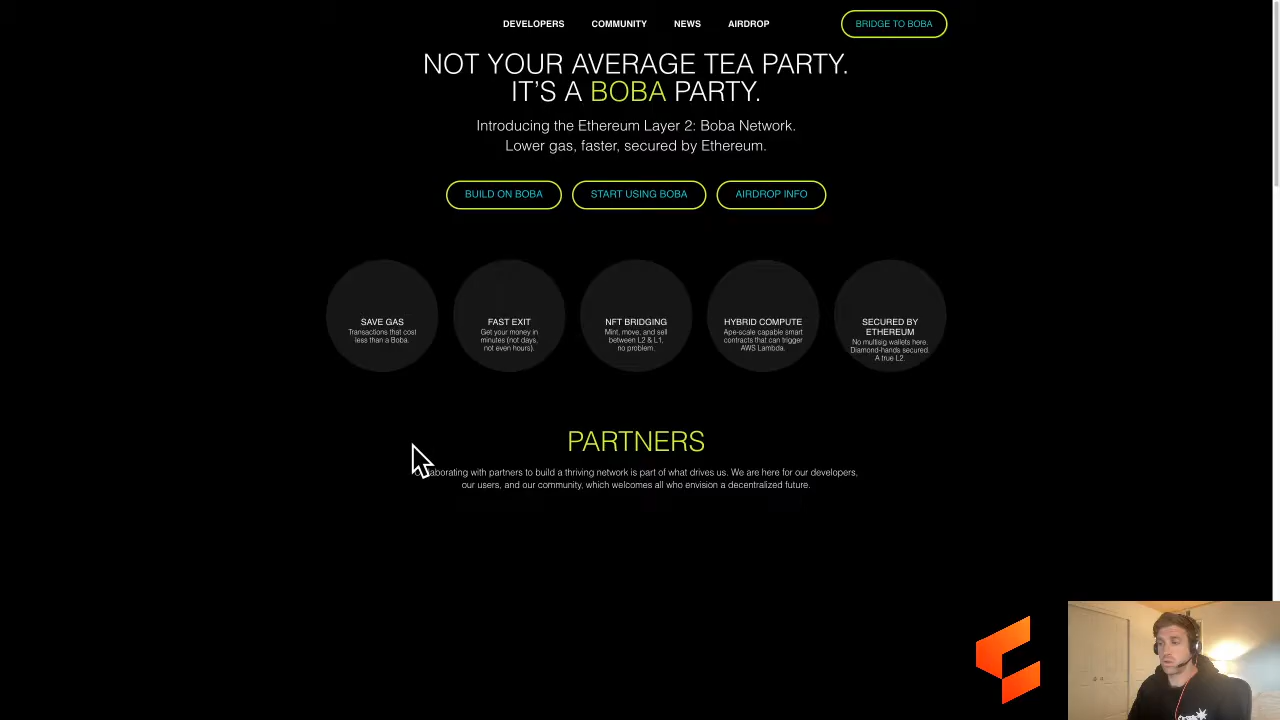 DEVELOPERS
COMMUNITY
NEWS
AIRDROP
BRIDGE TO BOBA
NOT YOUR AVERAGE TEA PARTY.
IT'S A BOBA PARTY.
Introducing the Ethereum Layer 2: Boba Network.
Lower gas, faster, secured by Ethereum.
BUILD ON BOBA
START USING BOBA
AIRDROP INFO
SAVE GAS
Transactions that cost
less than a Boba.
FAST EXIT
Get your money in
minutes (not days,
not even hours).
NFT BRIDGING
Mint, move, and sell
between L2 & L1,
no problem.
HYBRID COMPUTE
Ape-scale capable smart
contracts that can trigger
AWS Lambda.
SECURED BY
ETHEREUM
No multisig wallets here.
Diamond-hands secured.
A true L2.
PARTNERS
with partners to build a thriving network is part of what drives us. We are here for our developers,
our users, and our community, which welcomes all who envision a decentralized future.